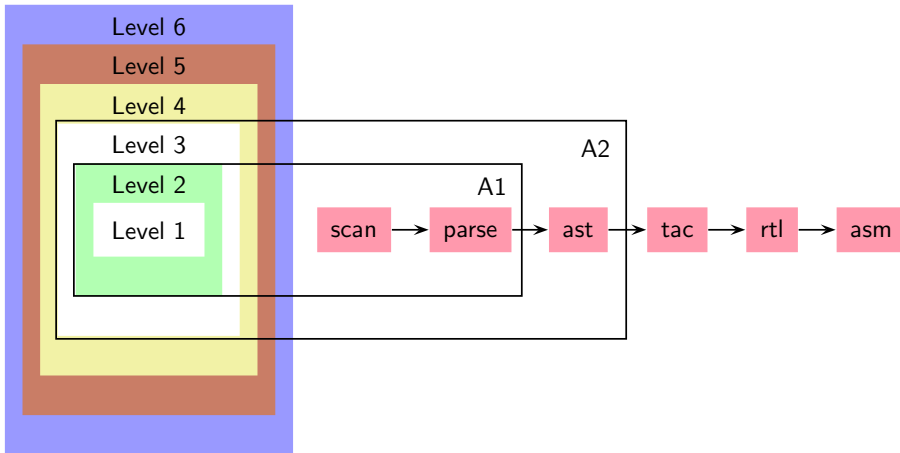 Level 6
Level 5
Level 4
Level 3
A2
Level 2
A1
Level 1
scan
parse
ast
tac
rtl
asm